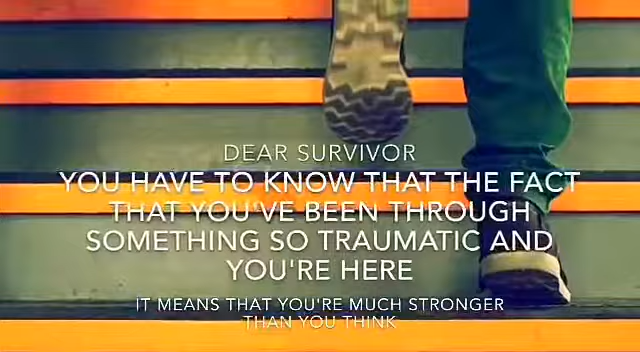 DEAR SURVIVOR
YOU HAVE TO KNOW THAT THE FACT
THAT YOU'VE BEEN THROUGH
SOMETHING SO TRAUMATIC AND
YOU'RE HERE
IT MEANS THAT YOU'RE MUCH STRONGER
THAN YOU THINK